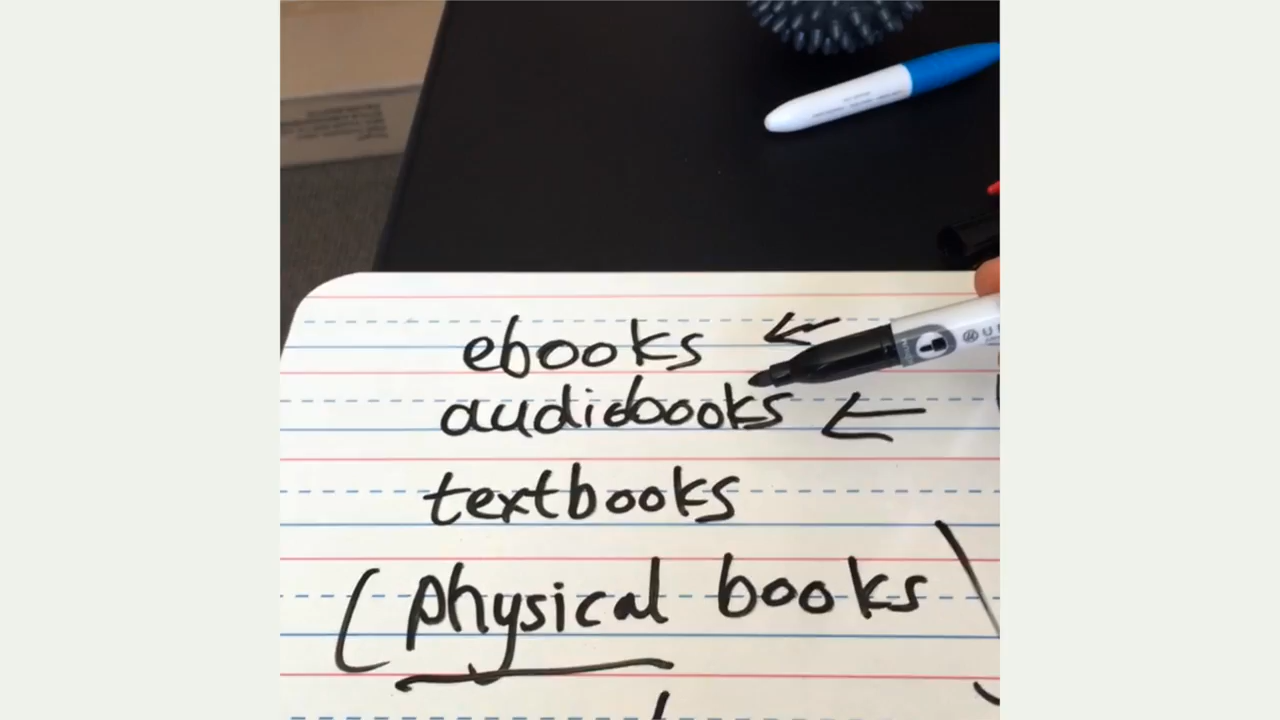 ebooks ←
audiobooks ←
textbooks
(physical books)